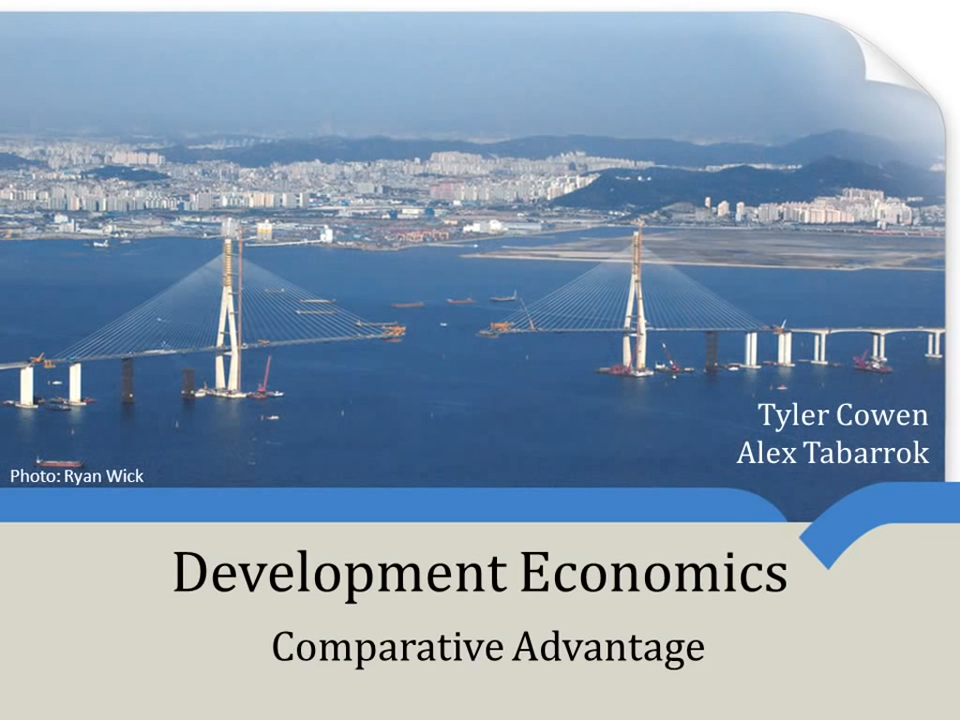 Tyler Cowen
Alex Tabarrok
Photo: Ryan Wick
Development Economics
Comparative Advantage